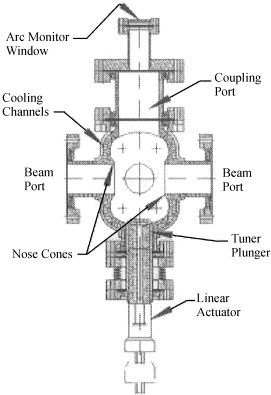 Arc Monitor
Window
Coupling
Port
Cooling
Channels
Beam
Port
Beam
Port
Nose Cones
Tuner
Plunger
Linear
Actuator